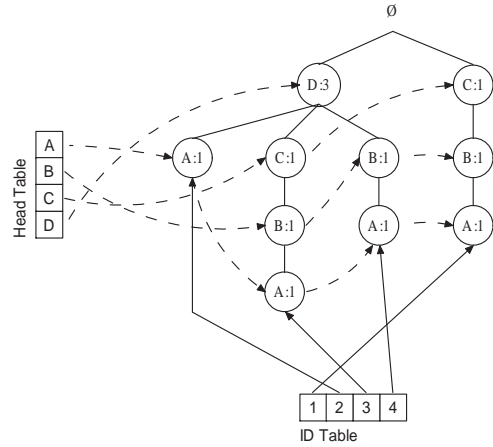 Ø
D:3
C:1
A:1
C:1
B:1
B:1
B:1
A:1
A:1
A:1
Head Table
A
B
C
D
1 2 3 4
ID Table